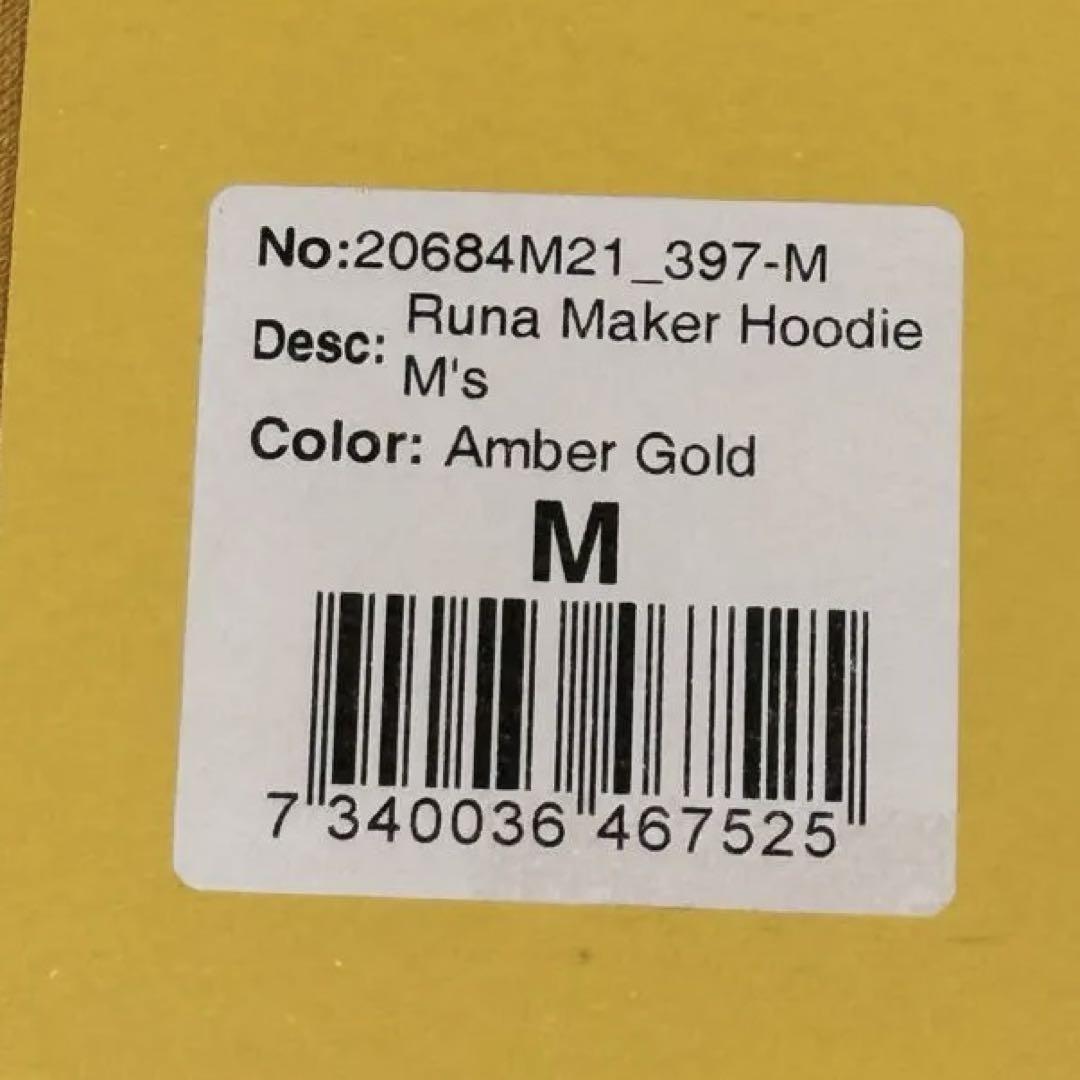 No:20684M21_397-M
Desc: Runa Maker Hoodie
M's
Color: Amber Gold
M
7 340036 467525